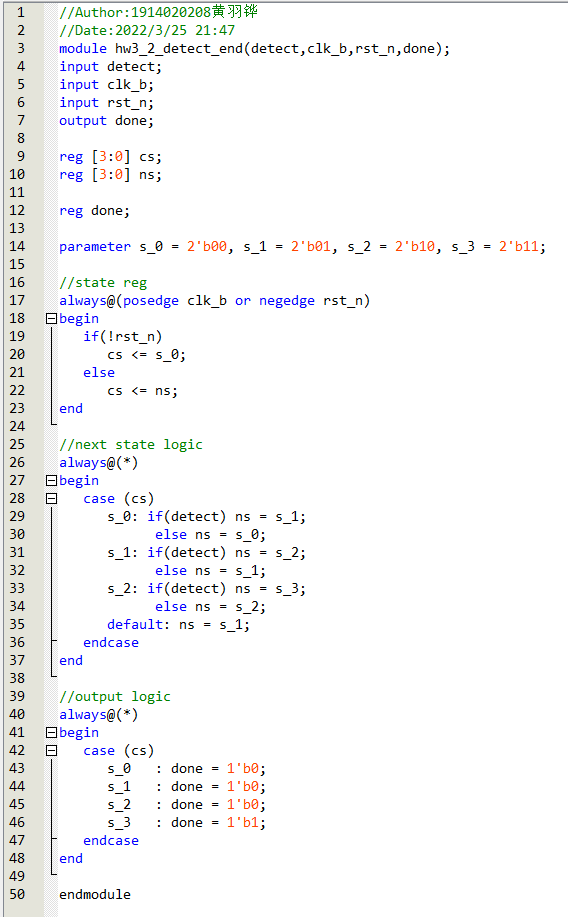 1 //Author:1914020208黄羽铧
2 //Date:2022/3/25 21:47
3 module hw3_2_detect_end(detect,clk_b,rst_n,done);
4 input detect;
5 input clk_b;
6 input rst_n;
7 output done;
8
9 reg [3:0] cs;
10 reg [3:0] ns;
11
12 reg done;
13
14 parameter s_0 = 2'b00, s_1 = 2'b01, s_2 = 2'b10, s_3 = 2'b11;
15
16 //state reg
17 always@(posedge clk_b or negedge rst_n)
18 begin
19    if(!rst_n)
20       cs <= s_0;
21    else
22       cs <= ns;
23 end
24
25 //next state logic
26 always@(*)
27 begin
28    case (cs)
29       s_0: if(detect) ns = s_1;
30             else ns = s_0;
31       s_1: if(detect) ns = s_2;
32             else ns = s_1;
33       s_2: if(detect) ns = s_3;
34             else ns = s_2;
35       default: ns = s_1;
36    endcase
37 end
38
39 //output logic
40 always@(*)
41 begin
42    case (cs)
43       s_0   : done = 1'b0;
44       s_1   : done = 1'b0;
45       s_2   : done = 1'b0;
46       s_3   : done = 1'b1;
47    endcase
48 end
49
50 endmodule